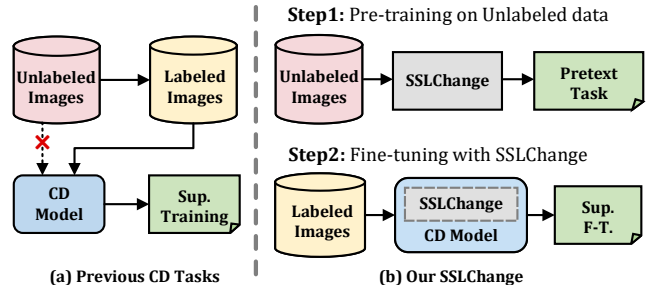 Unlabeled
Images
Labeled
Images
CD
Model
Sup.
Training
(a) Previous CD Tasks
Step1: Pre-training on Unlabeled data
Unlabeled
Images
SSLChange
Pretext
Task
Step2: Fine-tuning with SSLChange
Labeled
Images
SSLChange
CD Model
Sup.
F-T.
(b) Our SSLChange